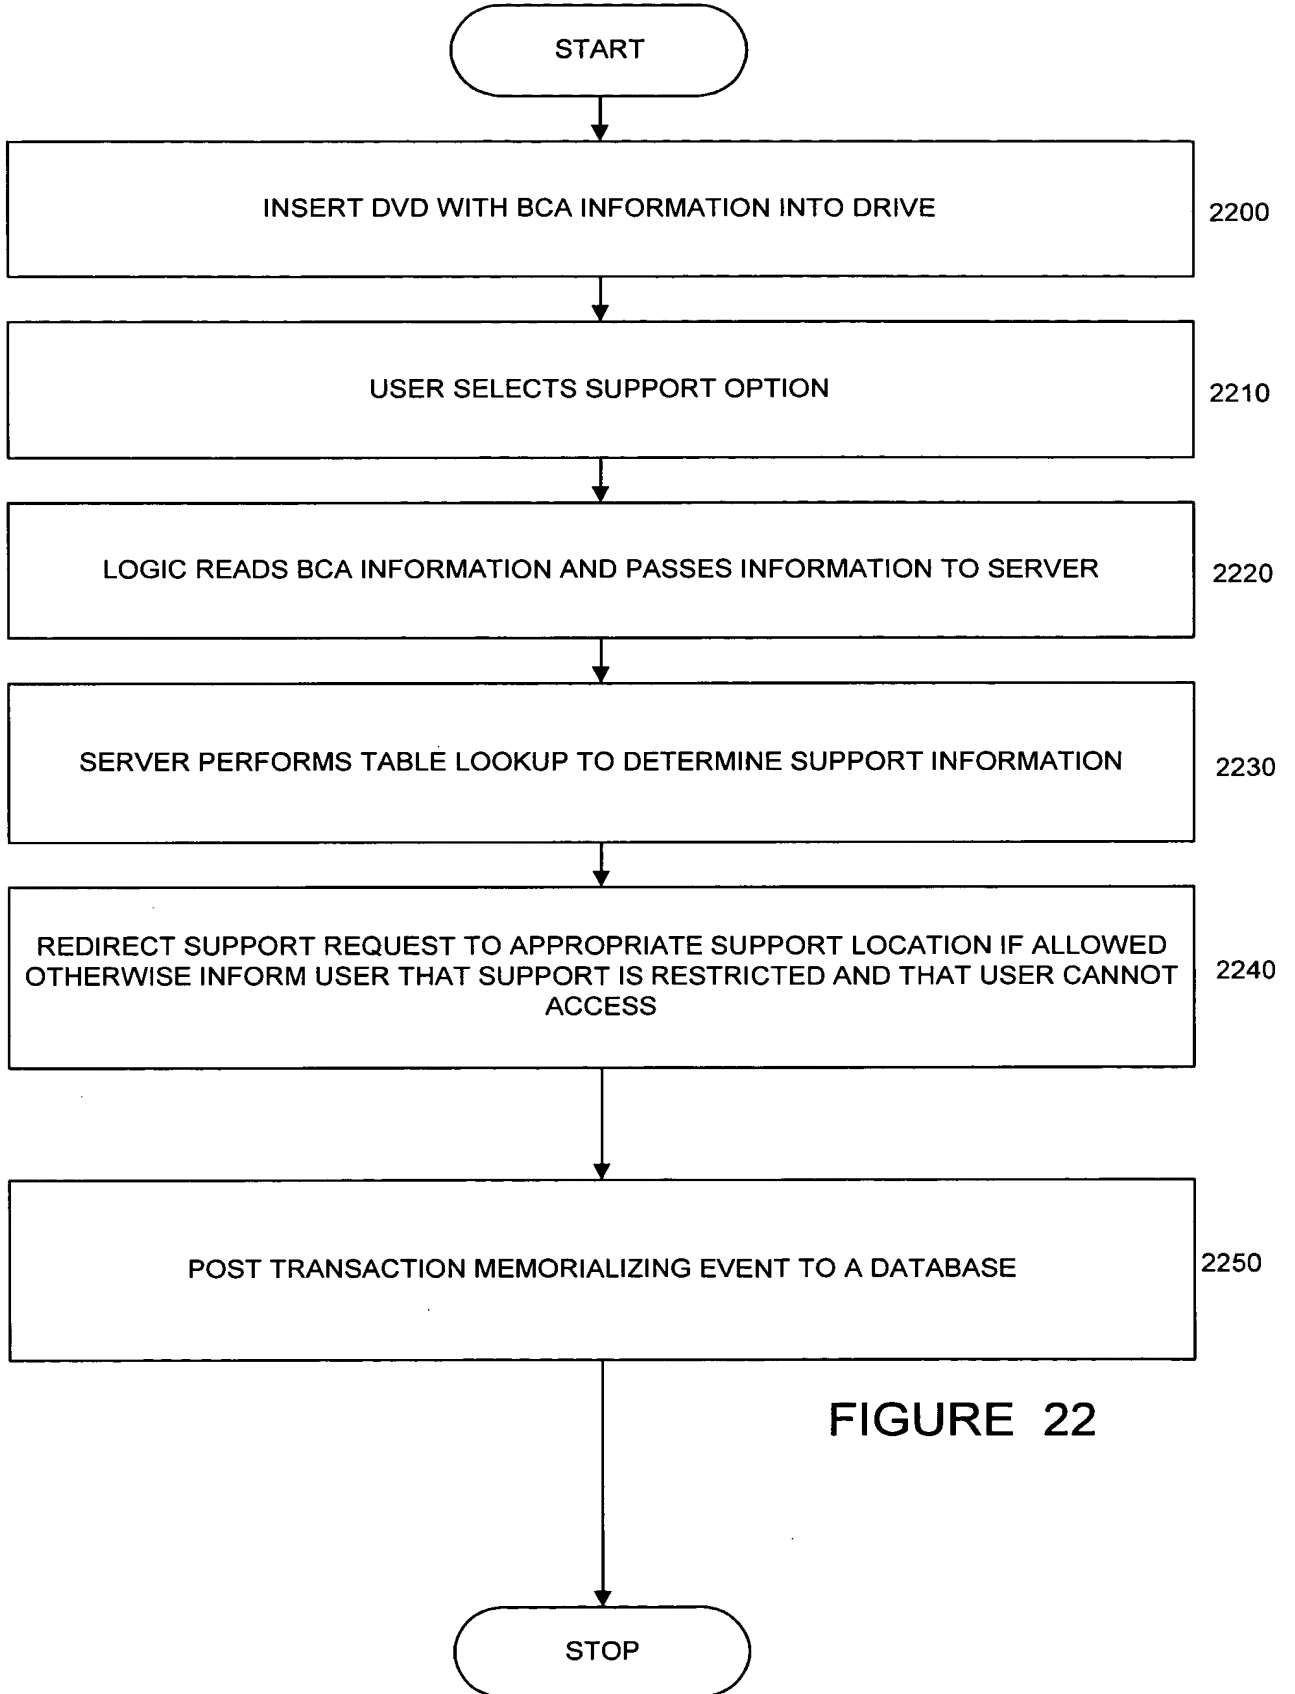 START
INSERT DVD WITH BCA INFORMATION INTO DRIVE
2200
USER SELECTS SUPPORT OPTION
2210
LOGIC READS BCA INFORMATION AND PASSES INFORMATION TO SERVER
2220
SERVER PERFORMS TABLE LOOKUP TO DETERMINE SUPPORT INFORMATION
2230
REDIRECT SUPPORT REQUEST TO APPROPRIATE SUPPORT LOCATION IF ALLOWED
OTHERWISE INFORM USER THAT SUPPORT IS RESTRICTED AND THAT USER CANNOT
ACCESS
2240
POST TRANSACTION MEMORIALIZING EVENT TO A DATABASE
2250
FIGURE 22
STOP